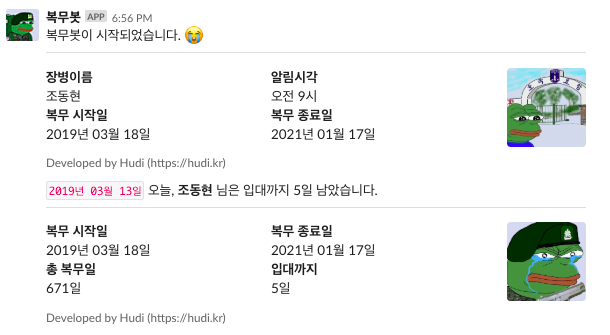 복무봇 APP 6:56 PM
복무봇이 시작되었습니다.
장병이름 알림시각
조동현 오전 9시
복무 시작일 복무 종료일
2019년 03월 18일 2021년 01월 17일
Developed by Hudi (https://hudi.kr)
2019년 03월 13일 오늘, 조동현 님은 입대까지 5일 남았습니다.
복무 시작일 복무 종료일
2019년 03월 18일 2021년 01월 17일
총 복무일 입대까지
671일 5일
Developed by Hudi (https://hudi.kr)